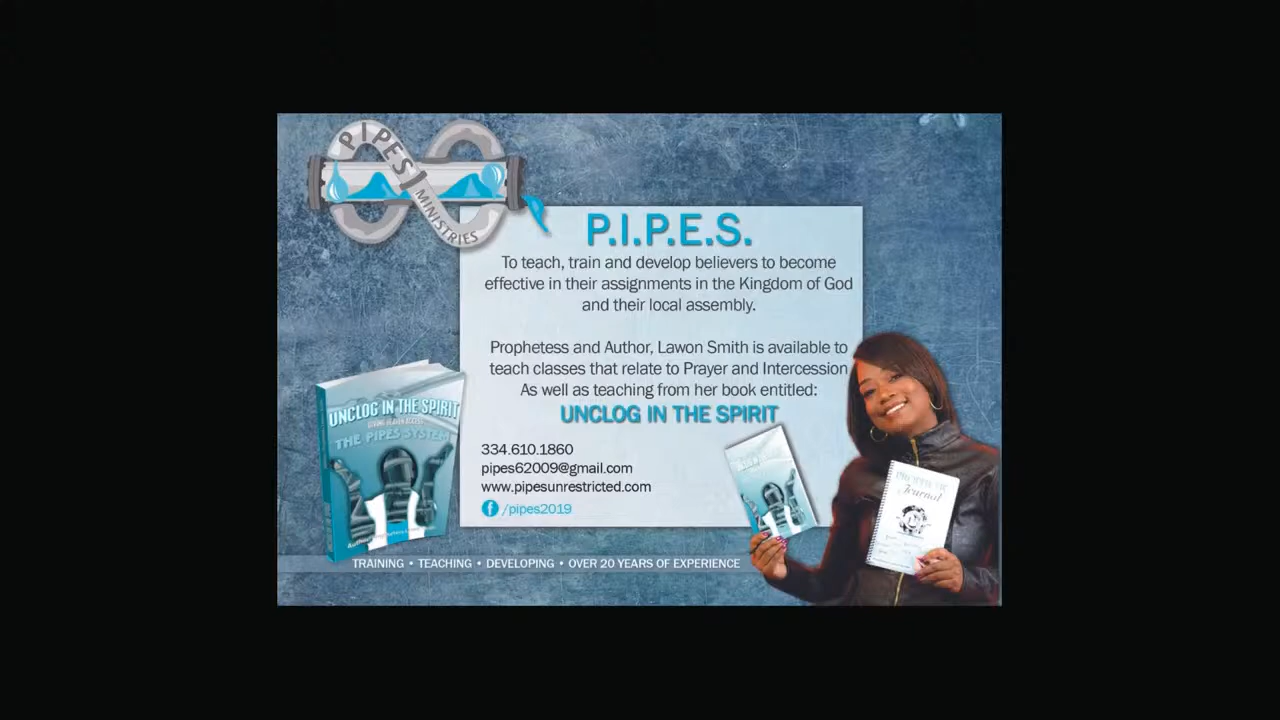 PIPES
MINISTRIES
P.I.P.E.S.
To teach, train and develop believers to become
effective in their assignments in the Kingdom of God
and their local assembly.
Prophetess and Author, Lawon Smith is available to
teach classes that relate to Prayer and Intercession
As well as teaching from her book entitled:
UNCLOG IN THE SPIRIT
334.610.1860
pipes62009@gmail.com
www.pipesunrestricted.com
f /pipes2019
UNCLOG IN THE SPIRIT
GIVING HEAVEN ACCESS
THE PIPES SYSTEM
Journal
TRAINING • TEACHING • DEVELOPING • OVER 20 YEARS OF EXPERIENCE